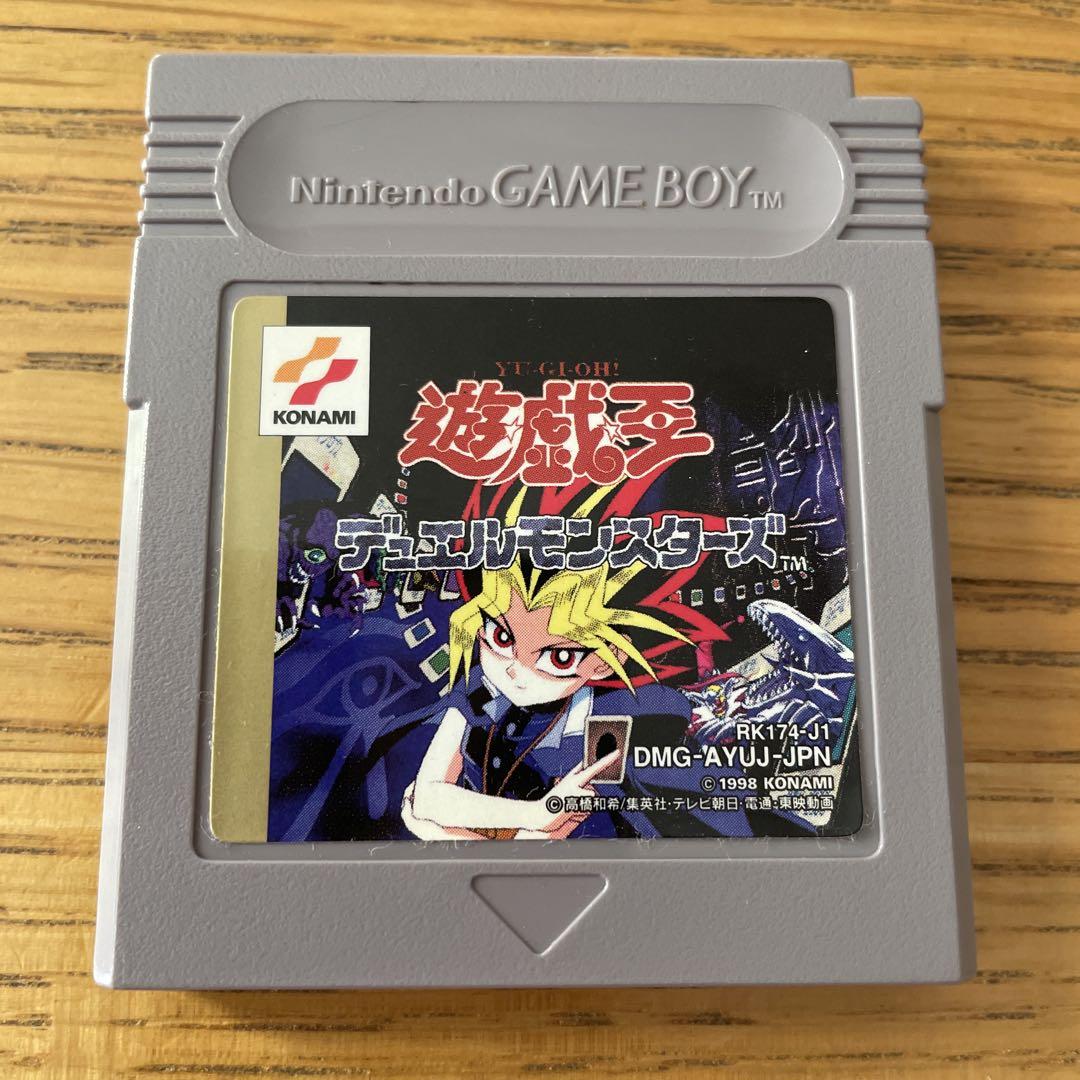 Nintendo GAME BOY TM
KONAMI
YU-GI-OH!
遊☆戯☆王
デュエルモンスターズTM
RK174-J1
DMG-AYUJ-JPN
© 1998 KONAMI
©高橋和希/集英社・テレビ朝日・電通・東映動画